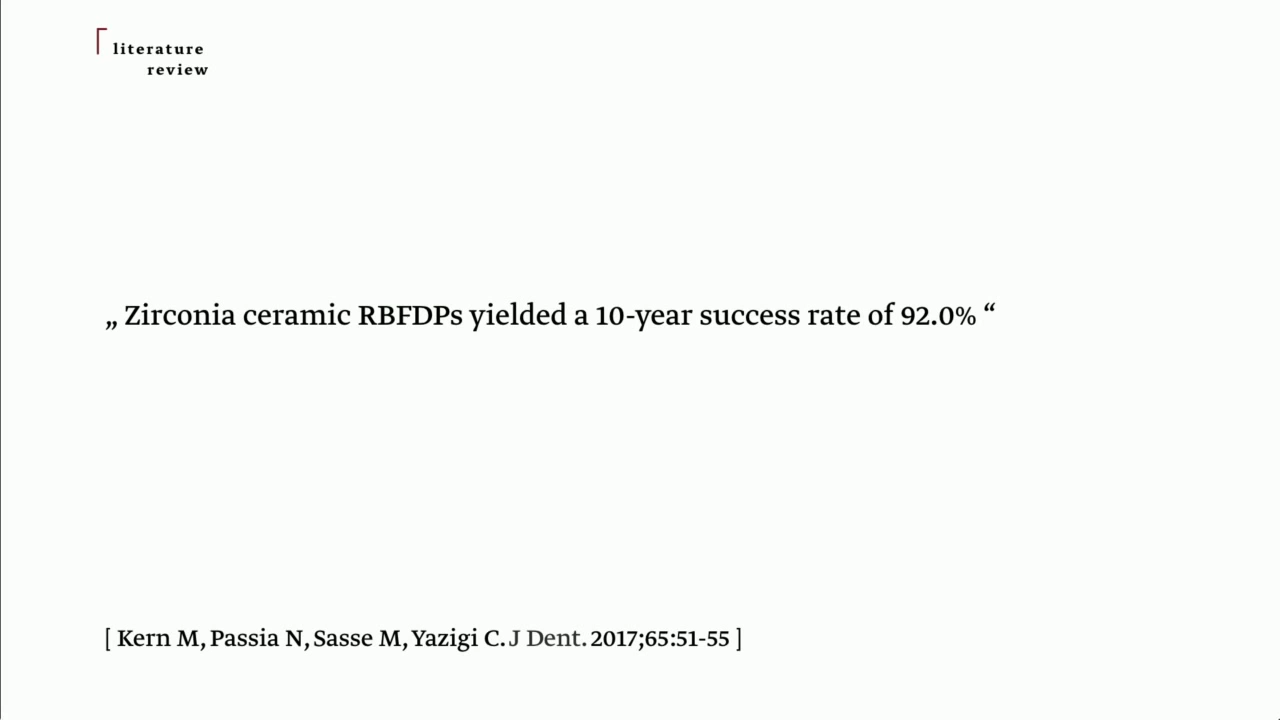 literature
review
„ Zirconia ceramic RBFDPs yielded a 10-year success rate of 92.0% “
[ Kern M, Passia N, Sasse M, Yazigi C. J Dent. 2017;65:51-55 ]